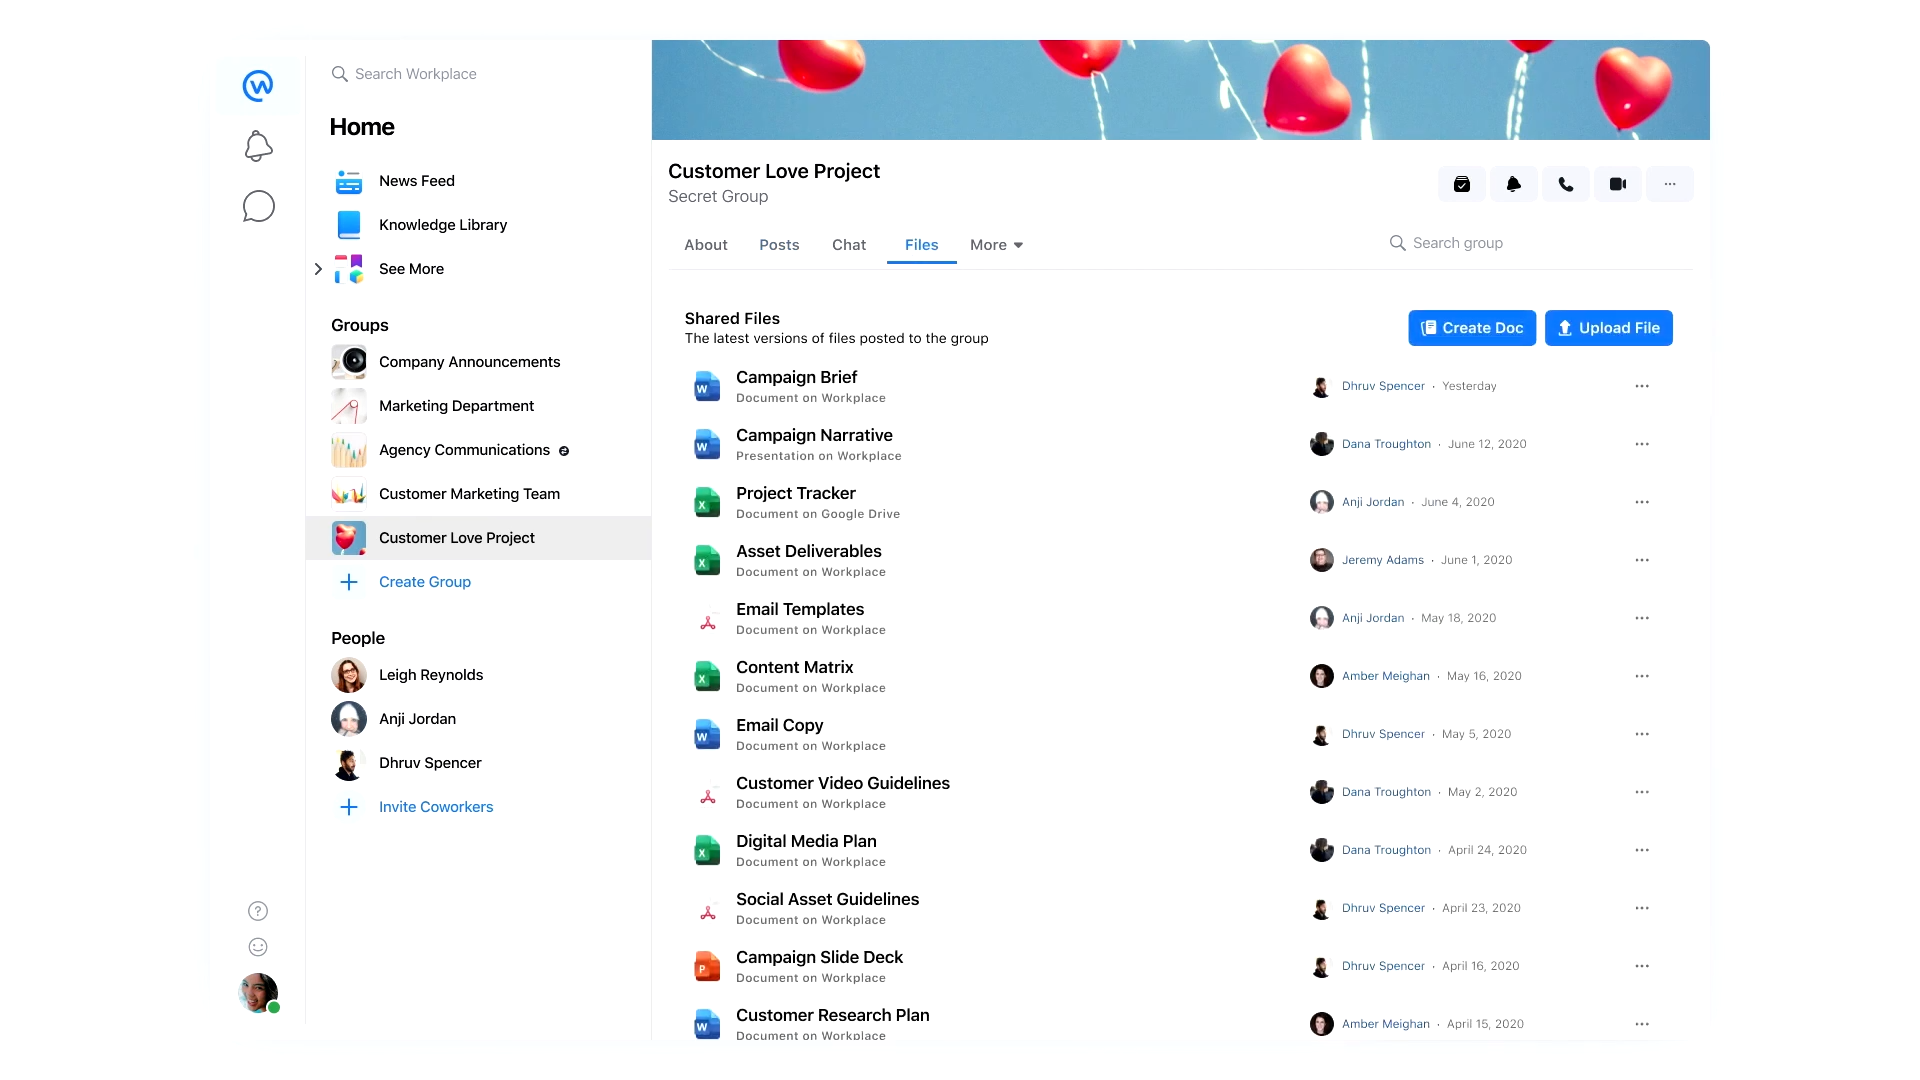 Search Workplace
Home
News Feed
Knowledge Library
See More
Groups
Company Announcements
Marketing Department
Agency Communications
Customer Marketing Team
Customer Love Project
Create Group
People
Leigh Reynolds
Anji Jordan
Dhruv Spencer
Invite Coworkers
Customer Love Project
Secret Group
About Posts Chat Files More
Search group
Shared Files
The latest versions of files posted to the group
Create Doc Upload File
Campaign Brief
Document on Workplace
Dhruv Spencer · Yesterday
Campaign Narrative
Presentation on Workplace
Dana Troughton · June 12, 2020
Project Tracker
Document on Google Drive
Anji Jordan · June 4, 2020
Asset Deliverables
Document on Workplace
Jeremy Adams · June 1, 2020
Email Templates
Document on Workplace
Anji Jordan · May 18, 2020
Content Matrix
Document on Workplace
Amber Meighan · May 16, 2020
Email Copy
Document on Workplace
Dhruv Spencer · May 5, 2020
Customer Video Guidelines
Document on Workplace
Dana Troughton · May 2, 2020
Digital Media Plan
Document on Workplace
Dana Troughton · April 24, 2020
Social Asset Guidelines
Document on Workplace
Dhruv Spencer · April 23, 2020
Campaign Slide Deck
Document on Workplace
Dhruv Spencer · April 16, 2020
Customer Research Plan
Document on Workplace
Amber Meighan · April 15, 2020